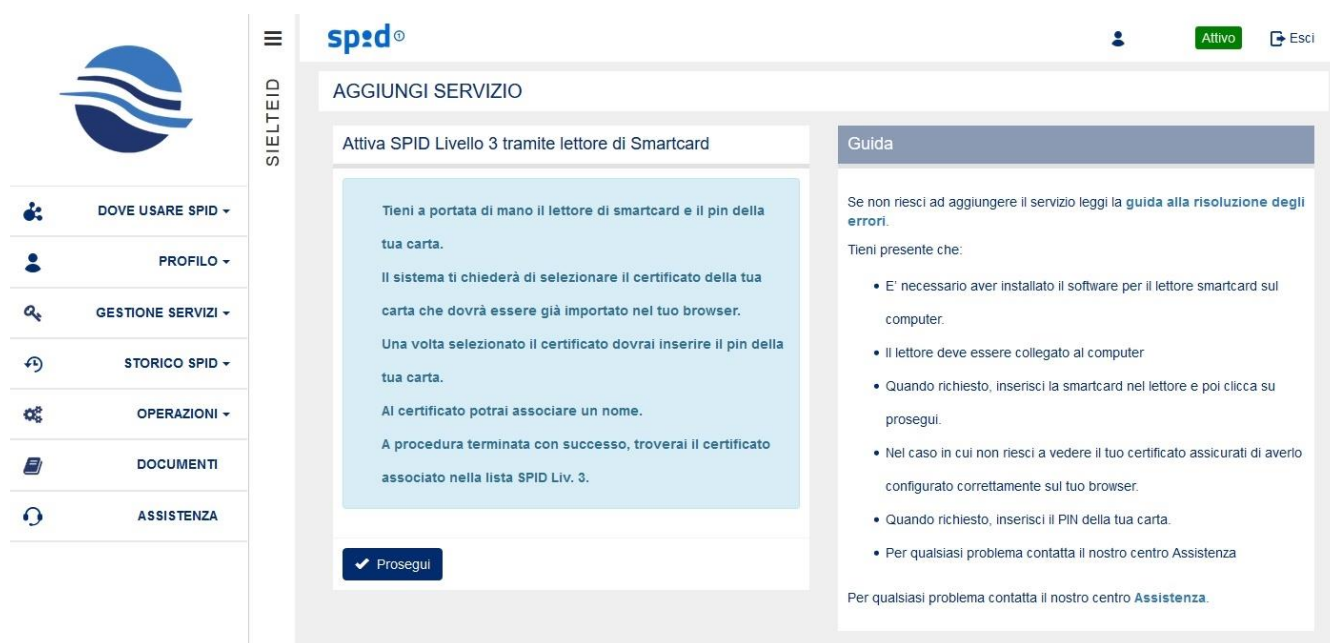 spid
Attivo
Esci
SIELTEID
DOVE USARE SPID
PROFILO
GESTIONE SERVIZI
STORICO SPID
OPERAZIONI
DOCUMENTI
ASSISTENZA
AGGIUNGI SERVIZIO
Attiva SPID Livello 3 tramite lettore di Smartcard
Tieni a portata di mano il lettore di smartcard e il pin della
tua carta.
Il sistema ti chiederà di selezionare il certificato della tua
carta che dovrà essere già importato nel tuo browser.
Una volta selezionato il certificato dovrai inserire il pin della
tua carta.
Al certificato potrai associare un nome.
A procedura terminata con successo, troverai il certificato
associato nella lista SPID Liv. 3.
Prosegui
Guida
Se non riesci ad aggiungere il servizio leggi la guida alla risoluzione degli
errori.
Tieni presente che:
• E' necessario aver installato il software per il lettore smartcard sul
computer.
• Il lettore deve essere collegato al computer
• Quando richiesto, inserisci la smartcard nel lettore e poi clicca su
prosegui.
• Nel caso in cui non riesci a vedere il tuo certificato assicurati di averlo
configurato correttamente sul tuo browser.
• Quando richiesto, inserisci il PIN della tua carta.
• Per qualsiasi problema contatta il nostro centro Assistenza
Per qualsiasi problema contatta il nostro centro Assistenza.